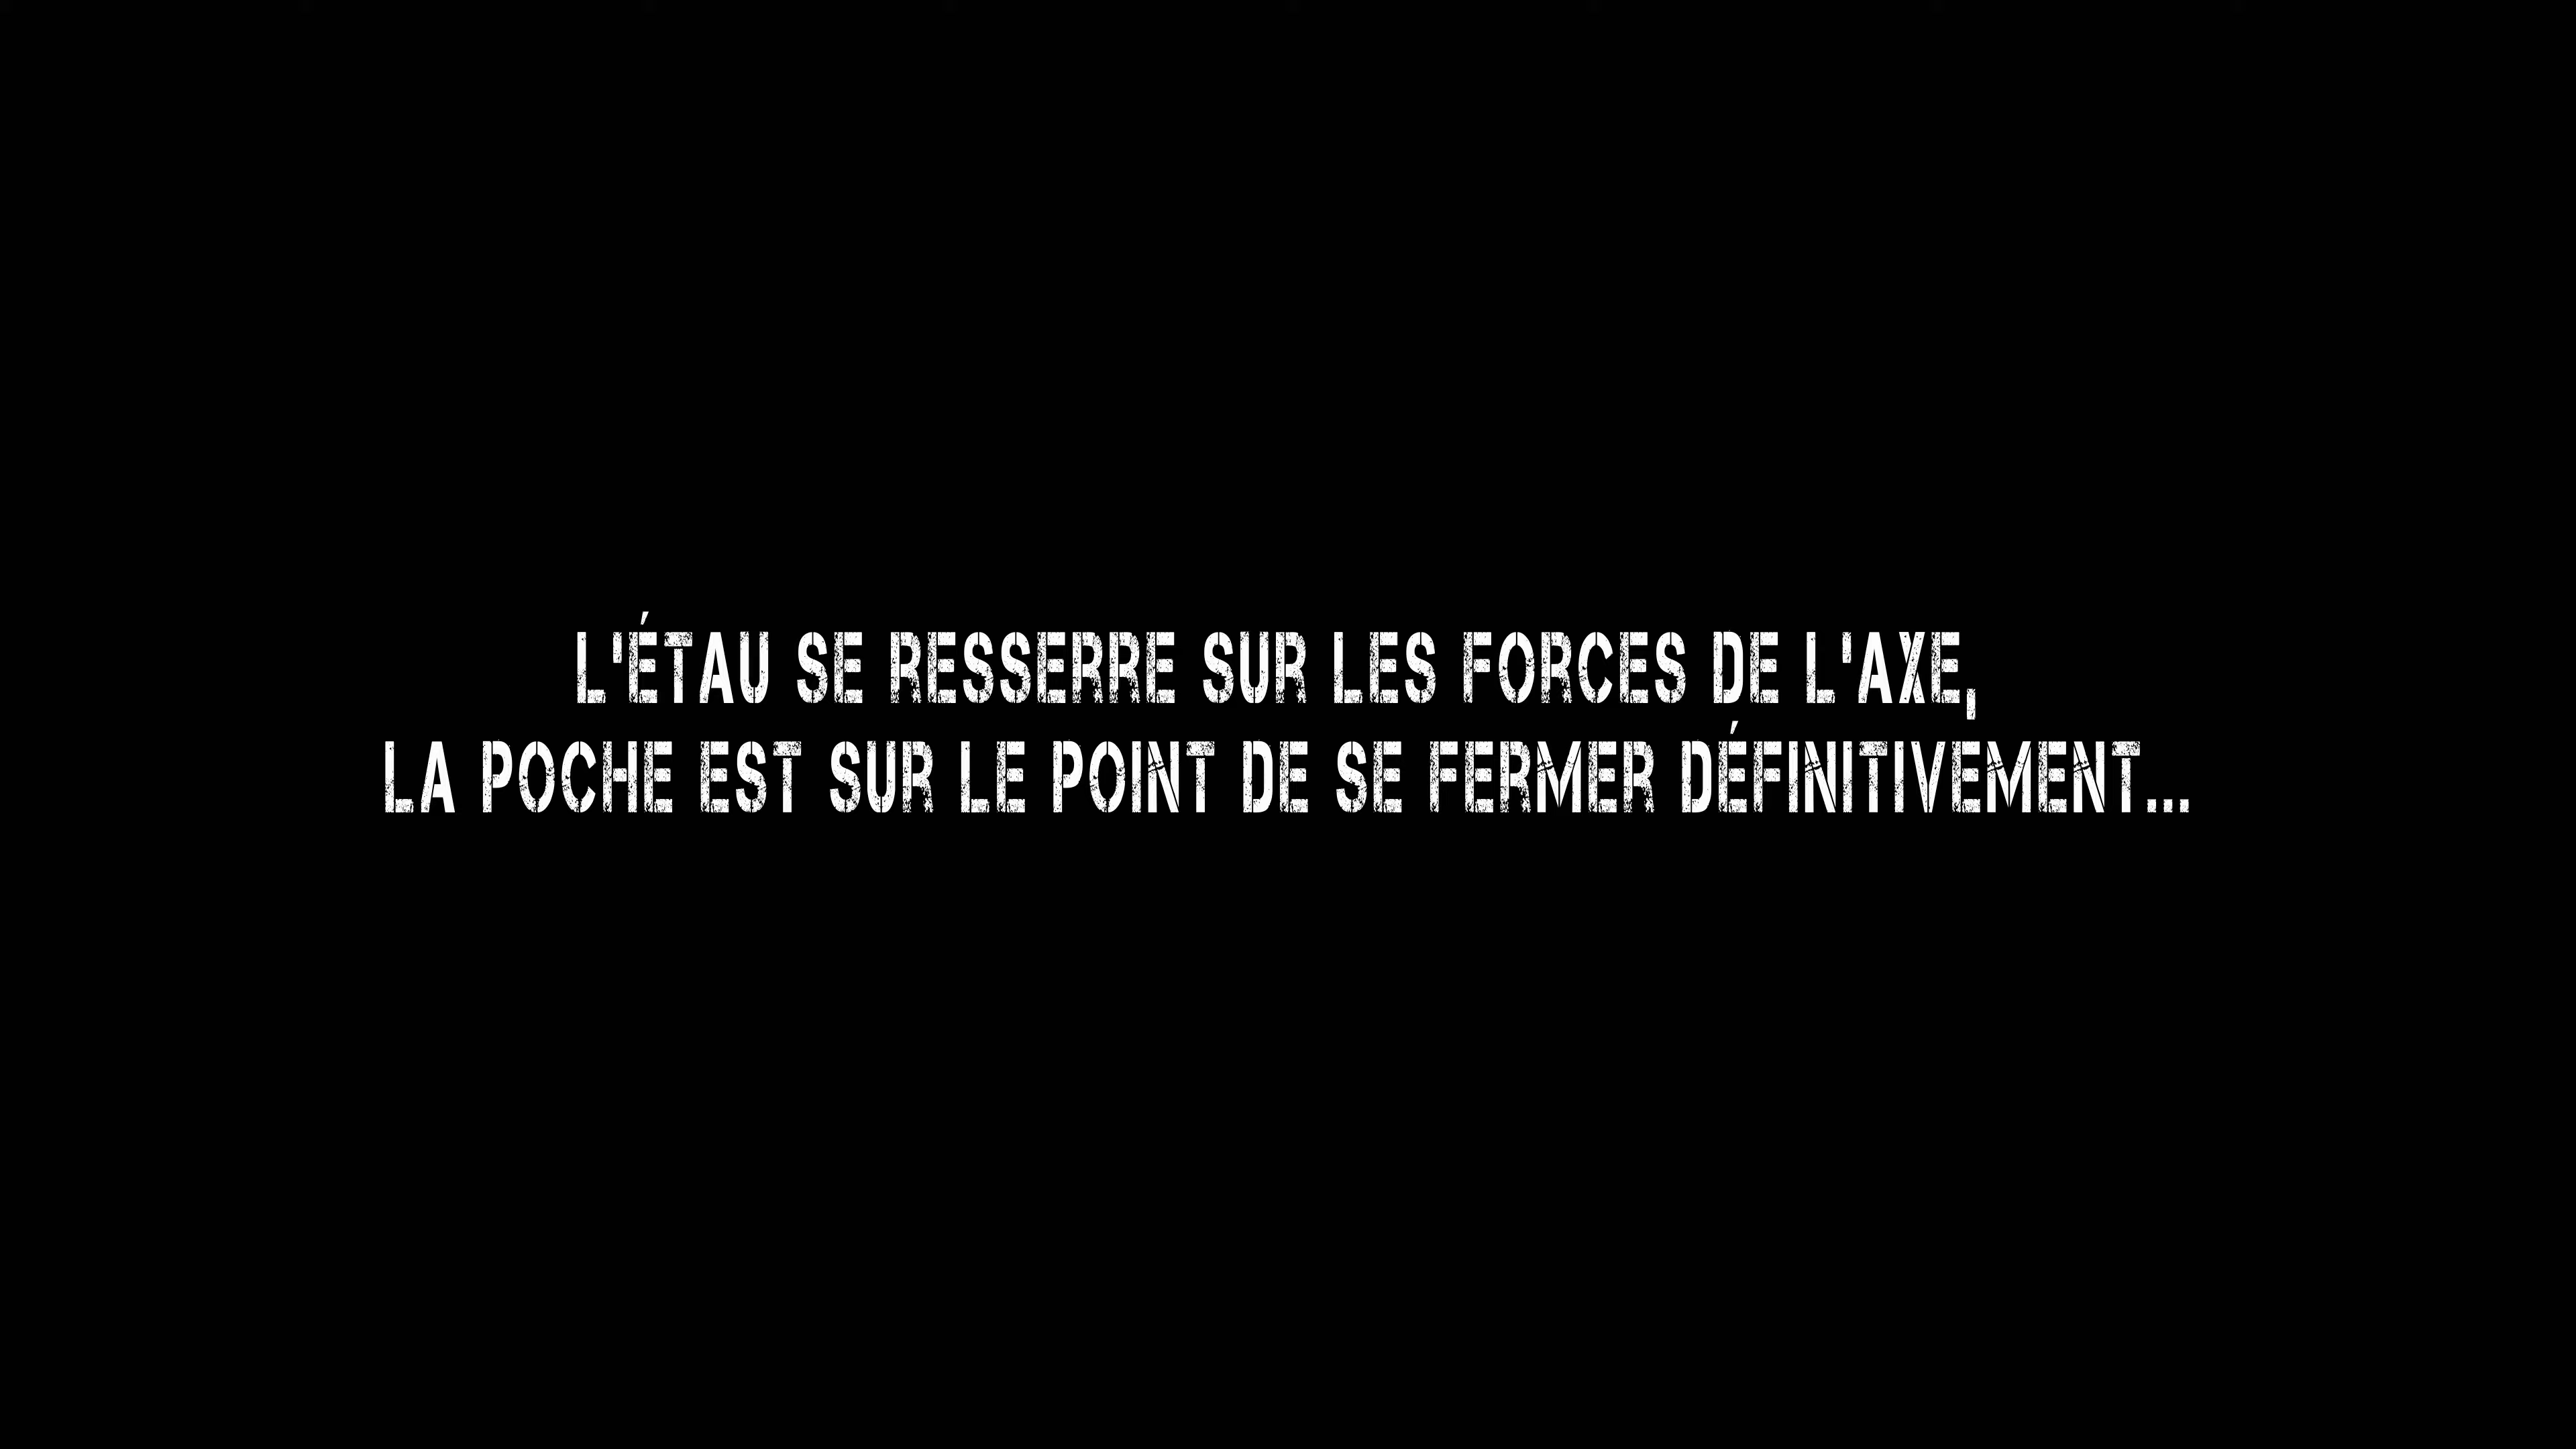 L'ÉTAU SE RESSERRE SUR LES FORCES DE L'AXE,
LA POCHE EST SUR LE POINT DE SE FERMER DÉFINITIVEMENT...